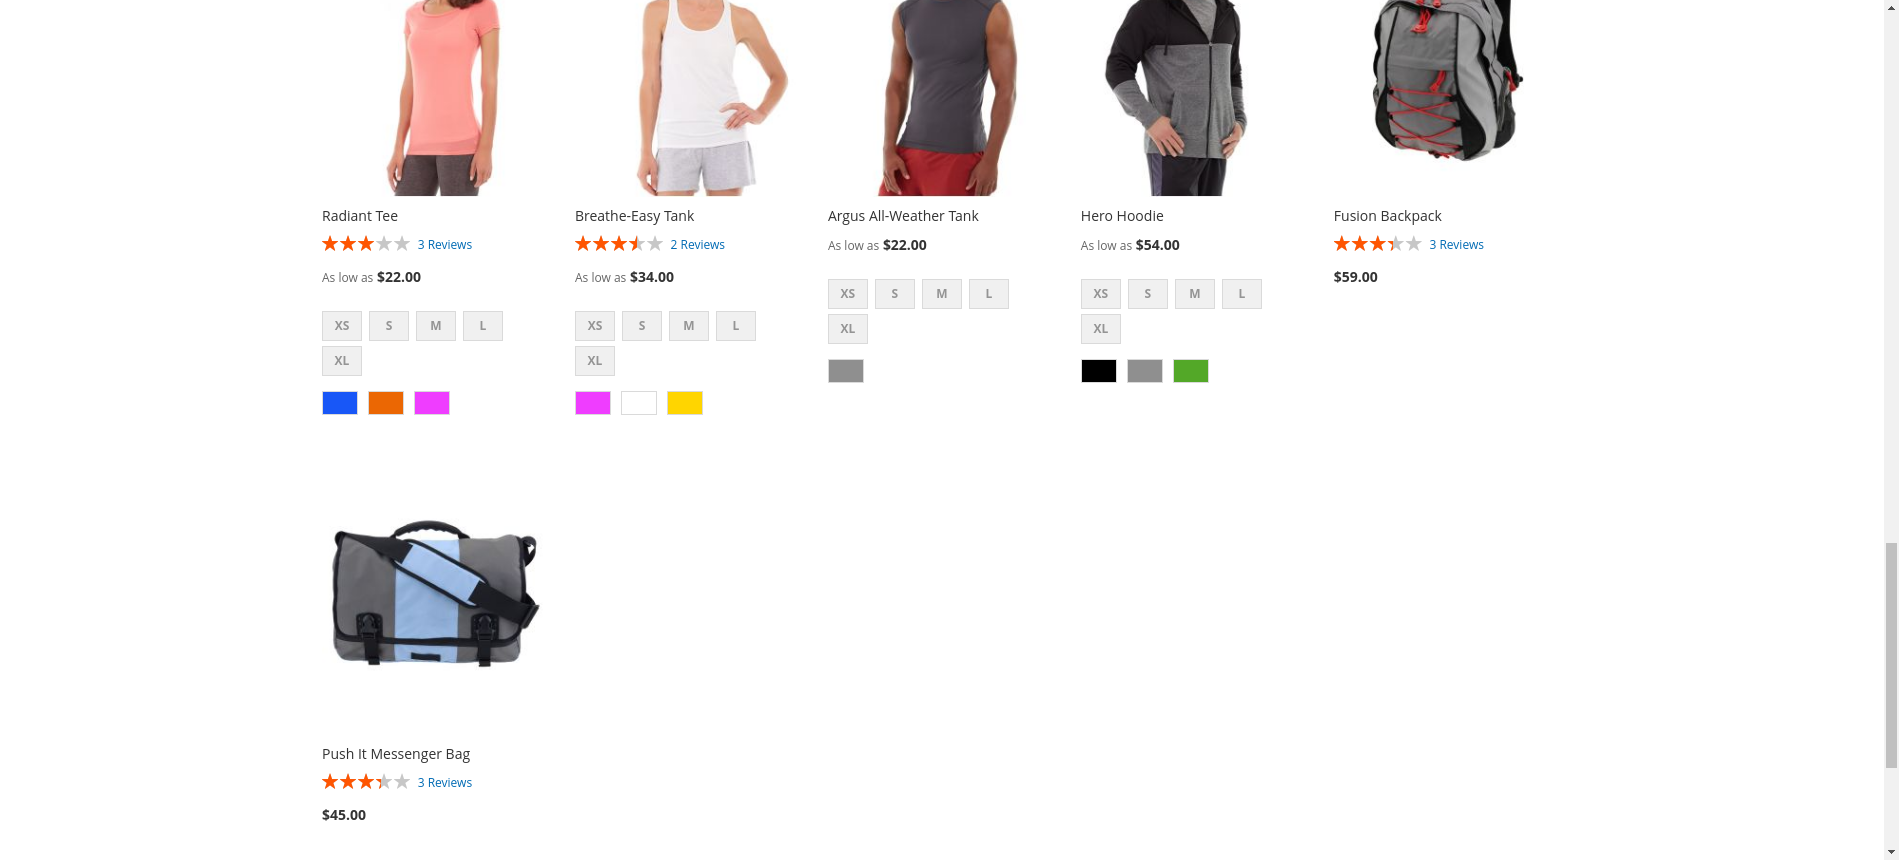 Radiant Tee
3 Reviews
As low as $22.00
XS S M L
XL
Breathe-Easy Tank
2 Reviews
As low as $34.00
XS S M L
XL
Argus All-Weather Tank
As low as $22.00
XS S M L
XL
Hero Hoodie
As low as $54.00
XS S M L
XL
Fusion Backpack
3 Reviews
$59.00
Push It Messenger Bag
3 Reviews
$45.00